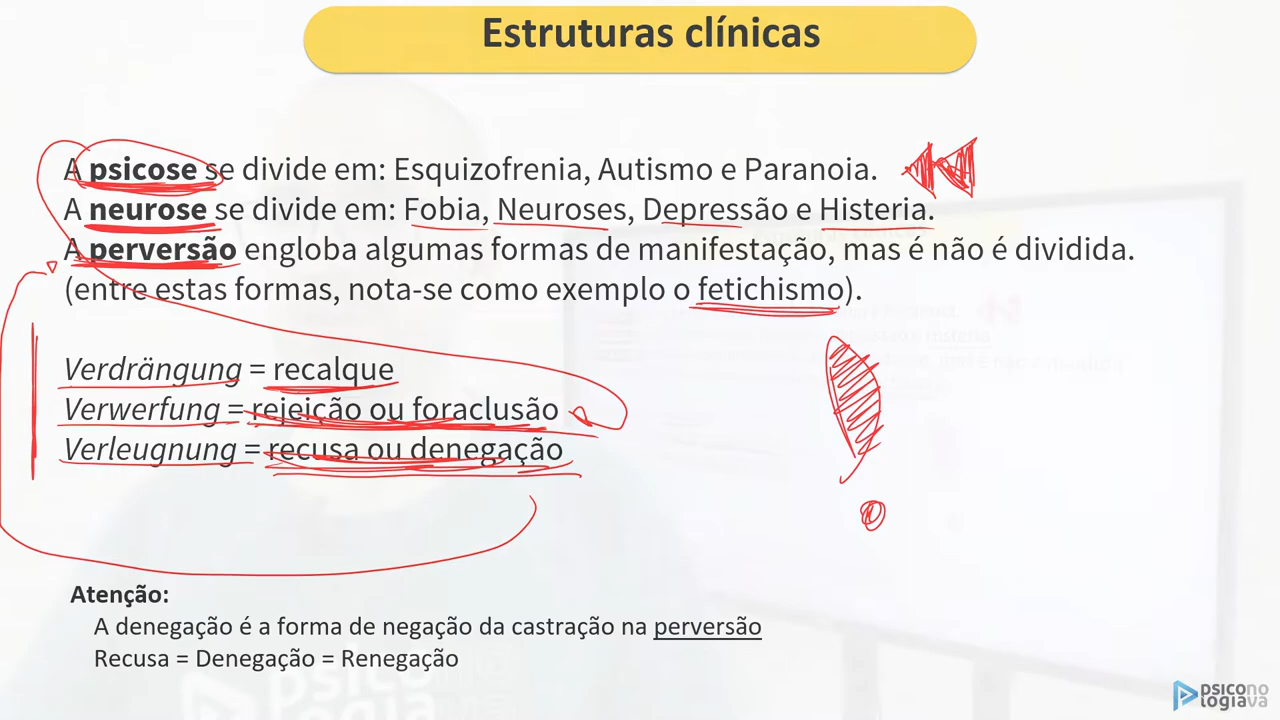 Estruturas clínicas
A psicose se divide em: Esquizofrenia, Autismo e Paranoia.
A neurose se divide em: Fobia, Neuroses, Depressão e Histeria.
A perversão engloba algumas formas de manifestação, mas é não é dividida.
(entre estas formas, nota-se como exemplo o fetichismo).
Verdrängung = recalque
Verwerfung = rejeição ou foraclusão
Verleugnung = recusa ou denegação
Atenção:
A denegação é a forma de negação da castração na perversão
Recusa = Denegação = Renegação
psicono
logiava